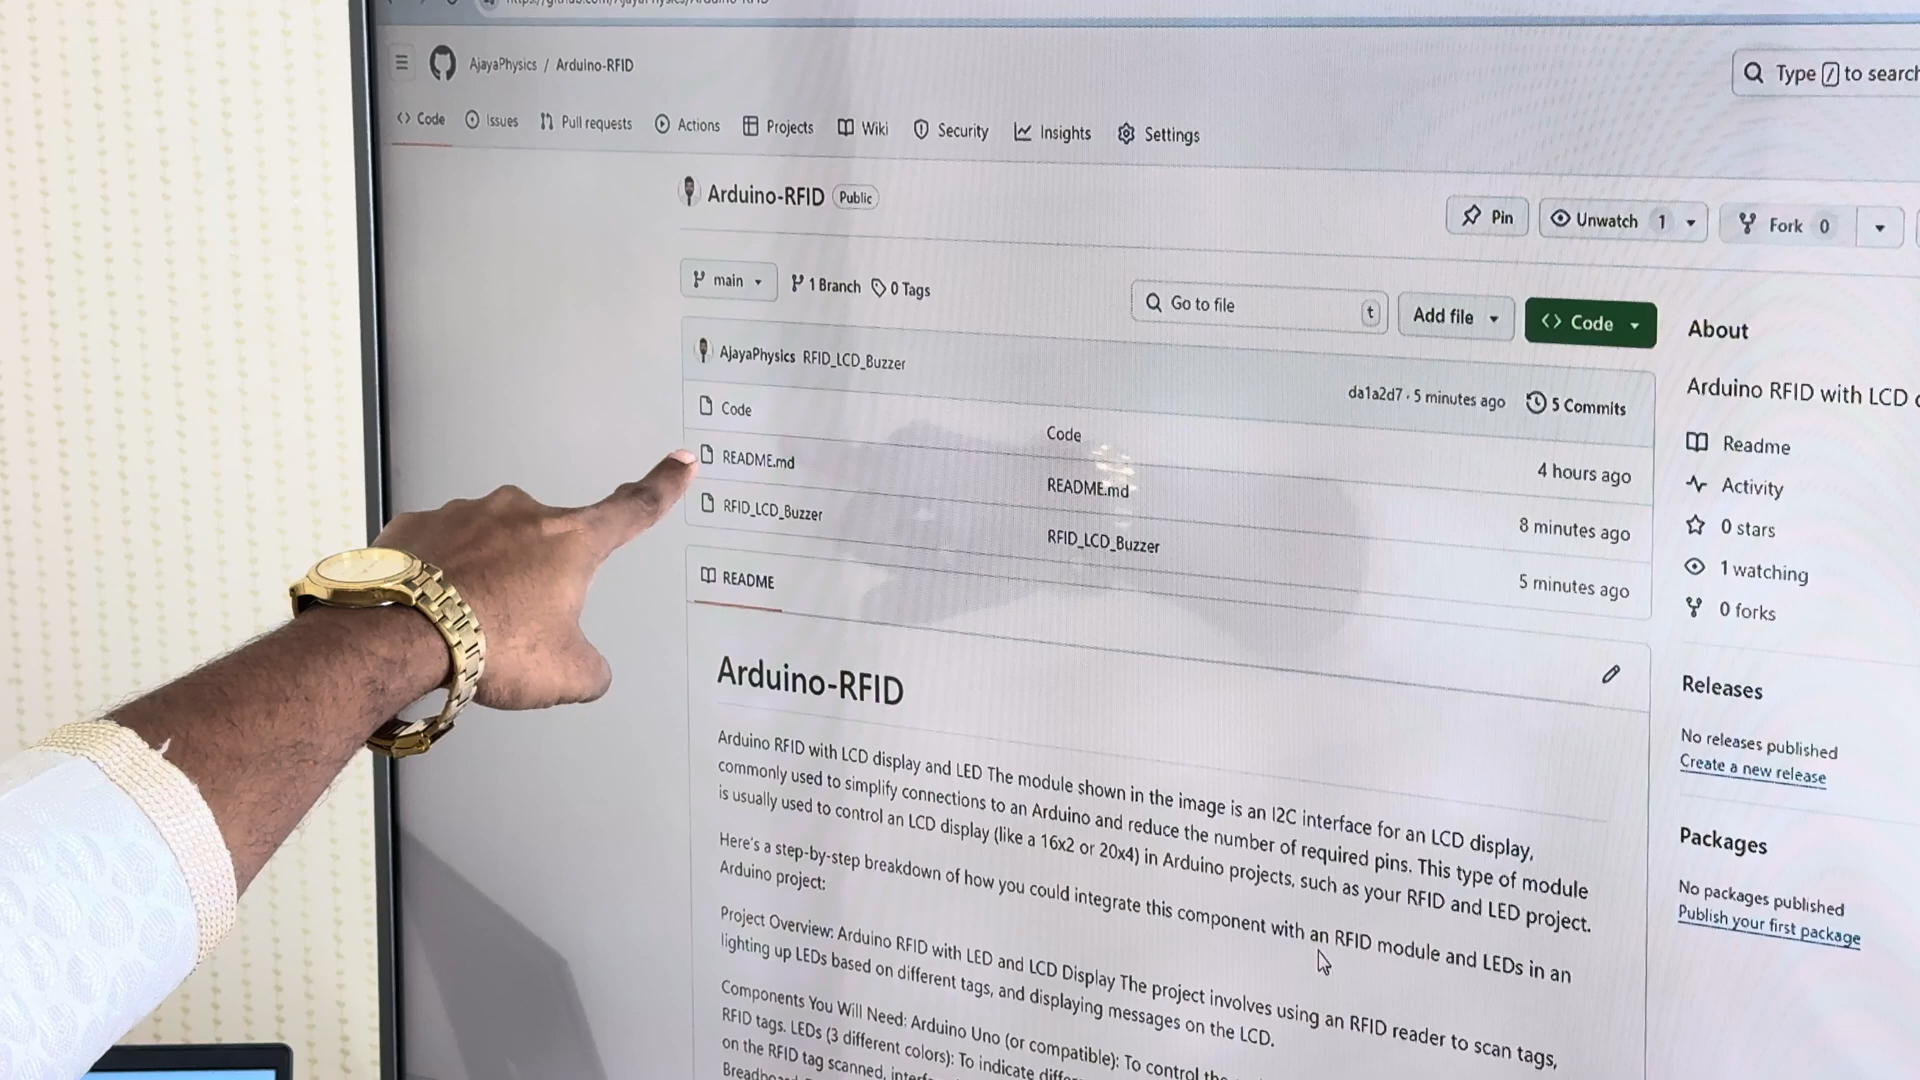 AjayaPhysics / Arduino-RFID
Type / to search
Code Issues Pull requests Actions Projects Wiki Security Insights Settings
Arduino-RFID Public
Pin Unwatch 1 Fork 0
main 1 Branch 0 Tags
Go to file t Add file Code
AjayaPhysics RFID_LCD_Buzzer da1a2d7 · 5 minutes ago 5 Commits
Code Code 4 hours ago
README.md README.md 8 minutes ago
RFID_LCD_Buzzer RFID_LCD_Buzzer 5 minutes ago
README
Arduino-RFID
Arduino RFID with LCD display and LED The module shown in the image is an I2C interface for an LCD display,
commonly used to simplify connections to an Arduino and reduce the number of required pins. This type of module
is usually used to control an LCD display (like a 16x2 or 20x4) in Arduino projects, such as your RFID and LED project.
Here's a step-by-step breakdown of how you could integrate this component with an RFID module and LEDs in an
Arduino project:
Project Overview: Arduino RFID with LED and LCD Display The project involves using an RFID reader to scan tags,
lighting up LEDs based on different tags, and displaying messages on the LCD.
Components You Will Need: Arduino Uno (or compatible): To control the
RFID tags. LEDs (3 different colors): To indicate
on the RFID tag scanned,
About
Arduino RFID with LCD
Readme
Activity
0 stars
1 watching
0 forks
Releases
No releases published
Create a new release
Packages
No packages published
Publish your first package